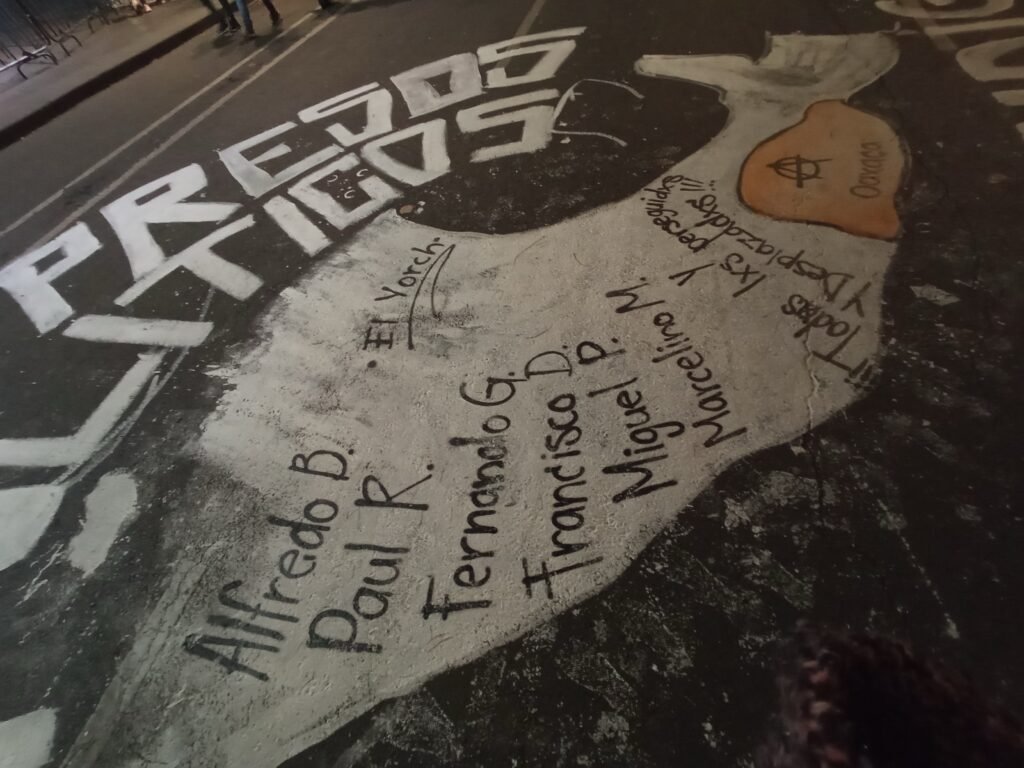 PRESOS
TICOS
El Yorch
Alfredo B.
Paul R.
Fernando G.
Francisco D.
Miguel P.
Marcelino M.
Todxs lxs perseguidxs
Y Desplazadxs!!!
A
Oaxaca